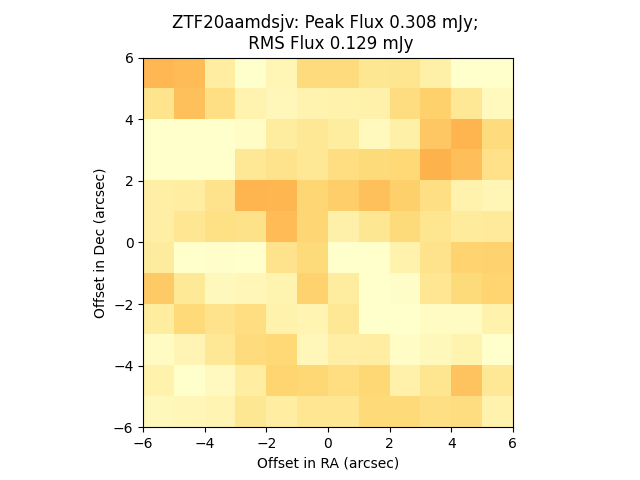 ZTF20aamdsjv: Peak Flux 0.308 mJy;
RMS Flux 0.129 mJy
6
4
2
0
−2
−4
−6
Offset in Dec (arcsec)
−6 −4 −2 0 2 4 6
Offset in RA (arcsec)